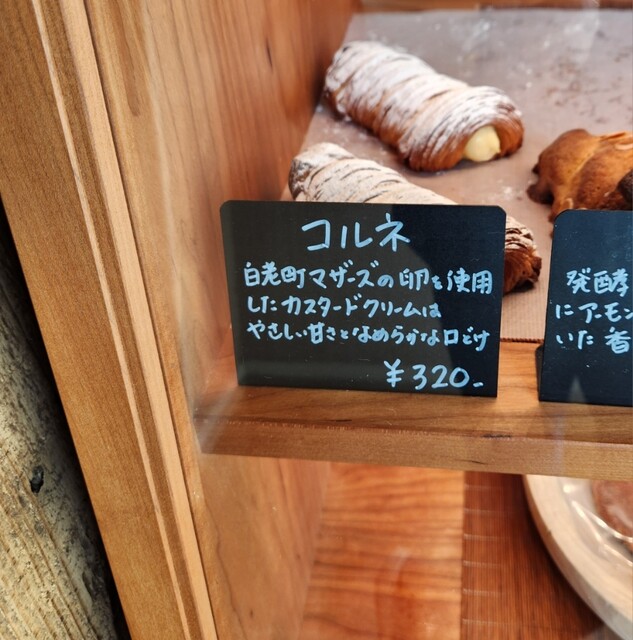 コルネ
白老町マザーズの卵を使用
したカスタードクリームは
やさしい甘さとなめらかな口どけ
¥320-
発酵
にアーモン
いた香